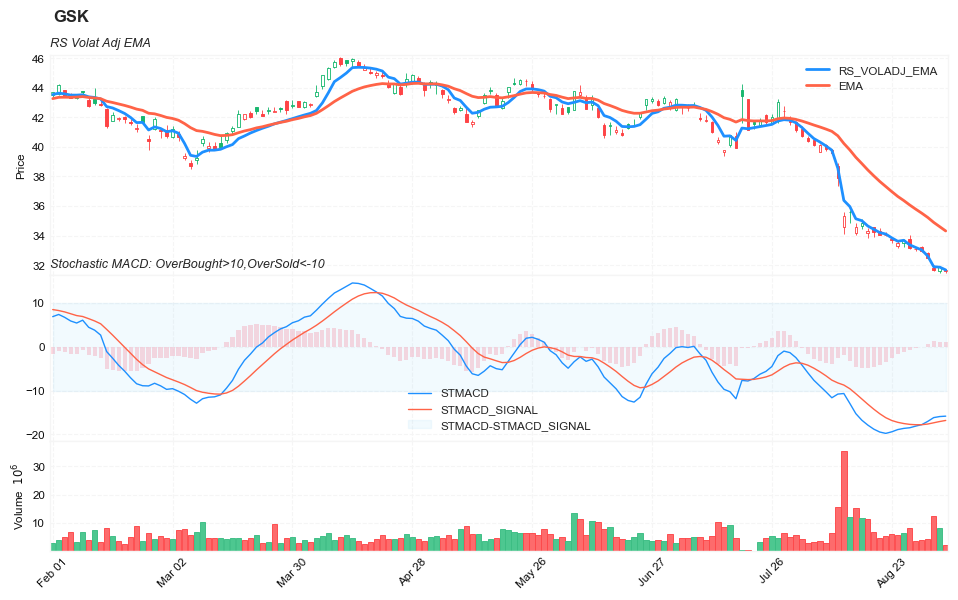 GSK
RS Volat Adj EMA
46
44
42
40
38
36
34
32
Price
RS_VOLADJ_EMA
EMA
Stochastic MACD: OverBought>10,OverSold<-10
10
0
−10
−20
STMACD
STMACD_SIGNAL
STMACD-STMACD_SIGNAL
30
20
10
Volume 10^6
Feb 01
Mar 02
Mar 30
Apr 28
May 26
Jun 27
Jul 26
Aug 23